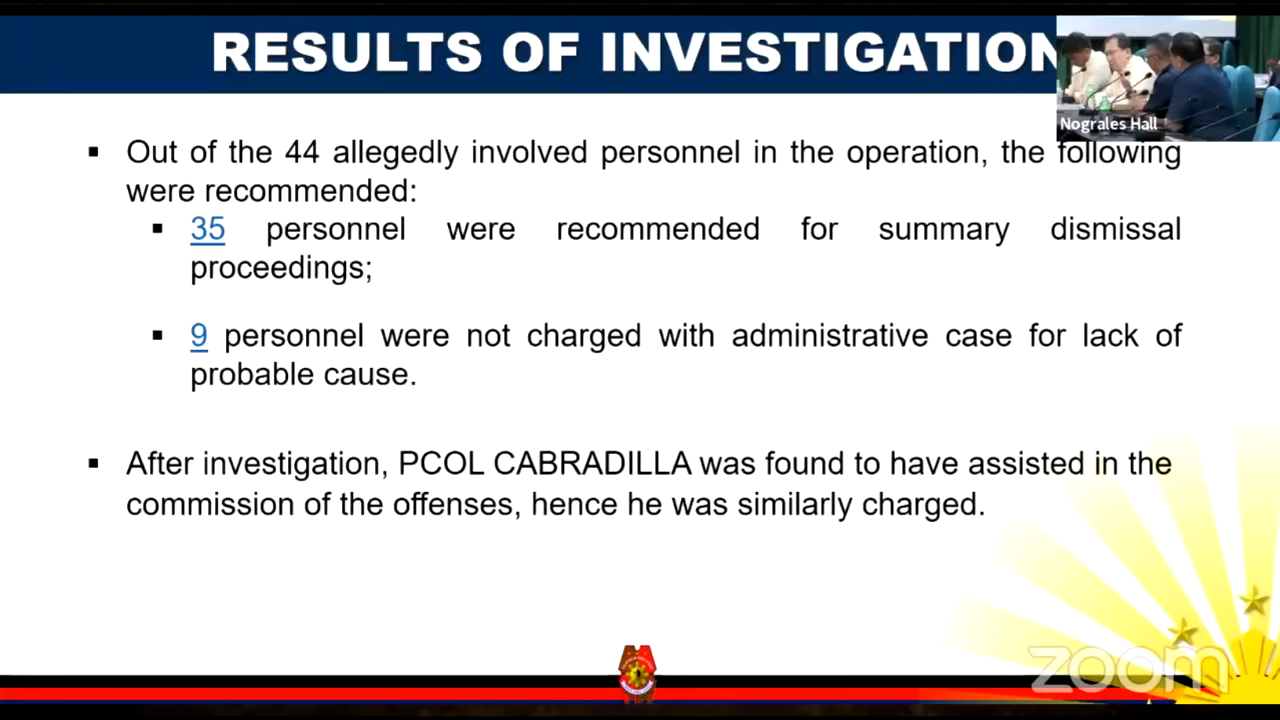 RESULTS OF INVESTIGATION
Nograles Hall
▪ Out of the 44 allegedly involved personnel in the operation, the following
were recommended:
▪ 35 personnel were recommended for summary dismissal
proceedings;
▪ 9 personnel were not charged with administrative case for lack of
probable cause.
▪ After investigation, PCOL CABRADILLA was found to have assisted in the
commission of the offenses, hence he was similarly charged.
zoom